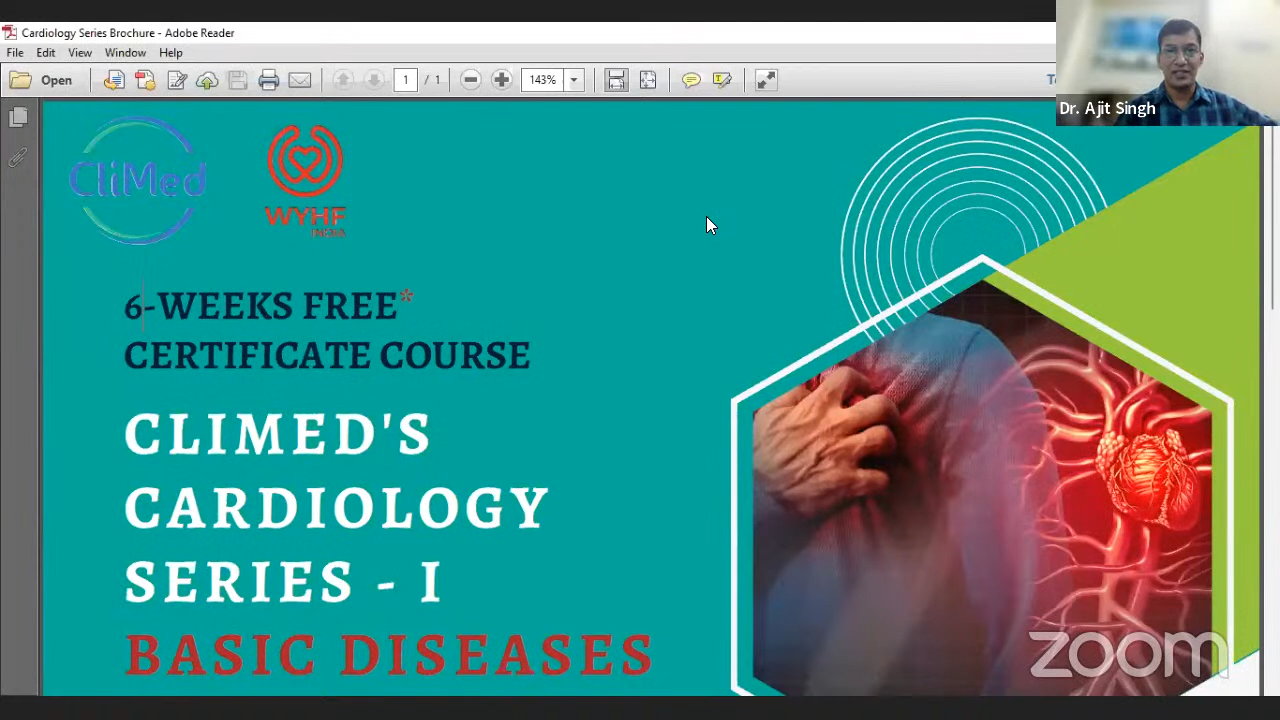 Cardiology Series Brochure - Adobe Reader
File Edit View Window Help
Open
1 / 1
143%
Dr. Ajit Singh
CliMed
WYHF
INDIA
6-WEEKS FREE*
CERTIFICATE COURSE
CLIMED'S
CARDIOLOGY
SERIES - I
BASIC DISEASES
zoom